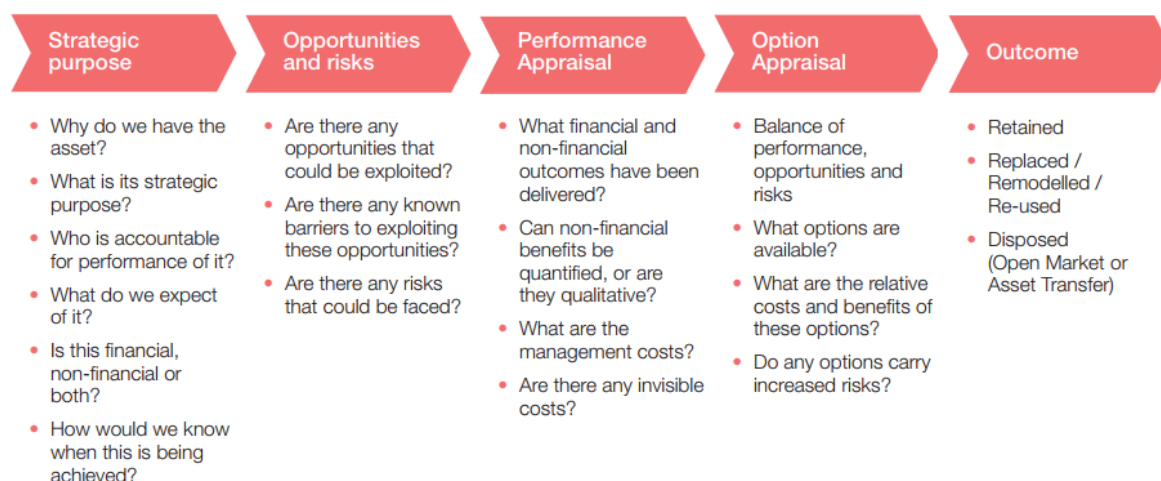 Strategic
purpose
• Why do we have the
asset?
• What is its strategic
purpose?
• Who is accountable
for performance of it?
• What do we expect
of it?
• Is this financial,
non-financial or
both?
• How would we know
when this is being
achieved?
Opportunities
and risks
• Are there any
opportunities that
could be exploited?
• Are there any known
barriers to exploiting
these opportunities?
• Are there any risks
that could be faced?
Performance
Appraisal
• What financial and
non-financial
outcomes have been
delivered?
• Can non-financial
benefits be
quantified, or are
they qualitative?
• What are the
management costs?
• Are there any invisible
costs?
Option
Appraisal
• Balance of
performance,
opportunities and
risks
• What options are
available?
• What are the relative
costs and benefits of
these options?
• Do any options carry
increased risks?
Outcome
• Retained
• Replaced /
Remodelled /
Re-used
• Disposed
(Open Market or
Asset Transfer)